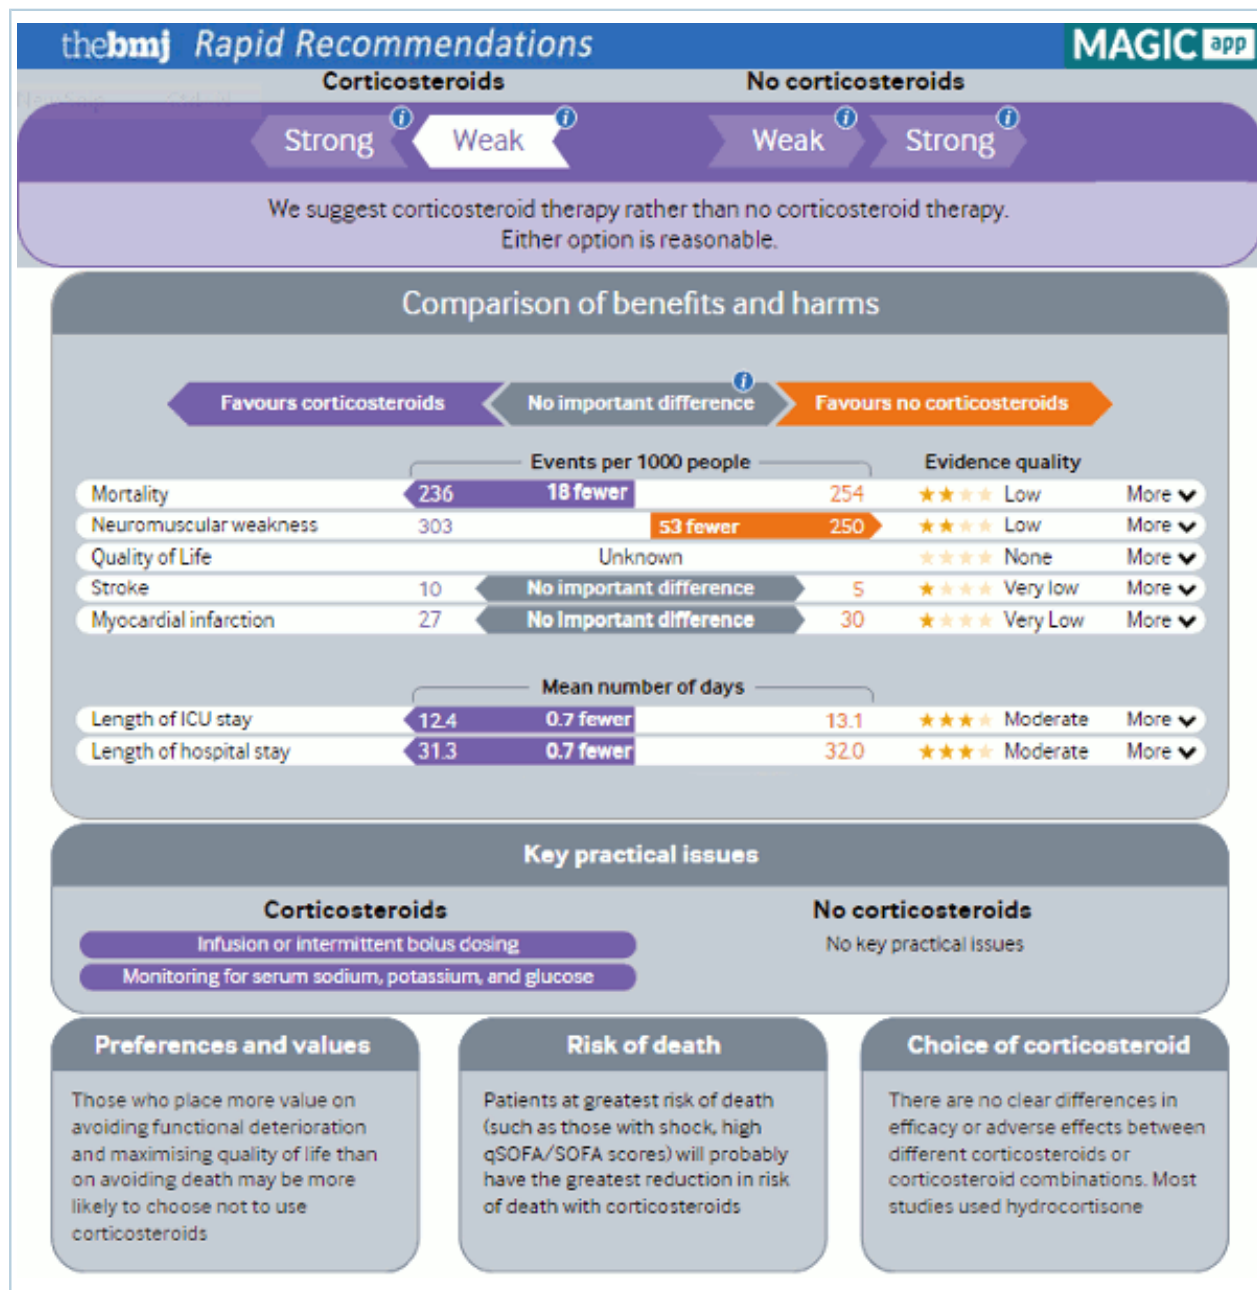 thebmj Rapid Recommendations
MAGIC app
Corticosteroids No corticosteroids
Strong i Weak i Weak i Strong i
We suggest corticosteroid therapy rather than no corticosteroid therapy.
Either option is reasonable.
Comparison of benefits and harms
Favours corticosteroids No important difference i Favours no corticosteroids
Events per 1000 people Evidence quality
Mortality 236 18 fewer 254 Low More
Neuromuscular weakness 303 53 fewer 250 Low More
Quality of Life Unknown None More
Stroke 10 No important difference 5 Very low More
Myocardial infarction 27 No Important difference 30 Very Low More
Mean number of days
Length of ICU stay 12.4 0.7 fewer 13.1 Moderate More
Length of hospital stay 31.3 0.7 fewer 32.0 Moderate More
Key practical issues
Corticosteroids No corticosteroids
Infusion or intermittent bolus dosing No key practical issues
Monitoring for serum sodium, potassium, and glucose
Preferences and values
Those who place more value on
avoiding functional deterioration
and maximising quality of life than
on avoiding death may be more
likely to choose not to use
corticosteroids
Risk of death
Patients at greatest risk of death
(such as those with shock, high
qSOFA/SOFA scores) will probably
have the greatest reduction in risk
of death with corticosteroids
Choice of corticosteroid
There are no clear differences in
efficacy or adverse effects between
different corticosteroids or
corticosteroid combinations. Most
studies used hydrocortisone